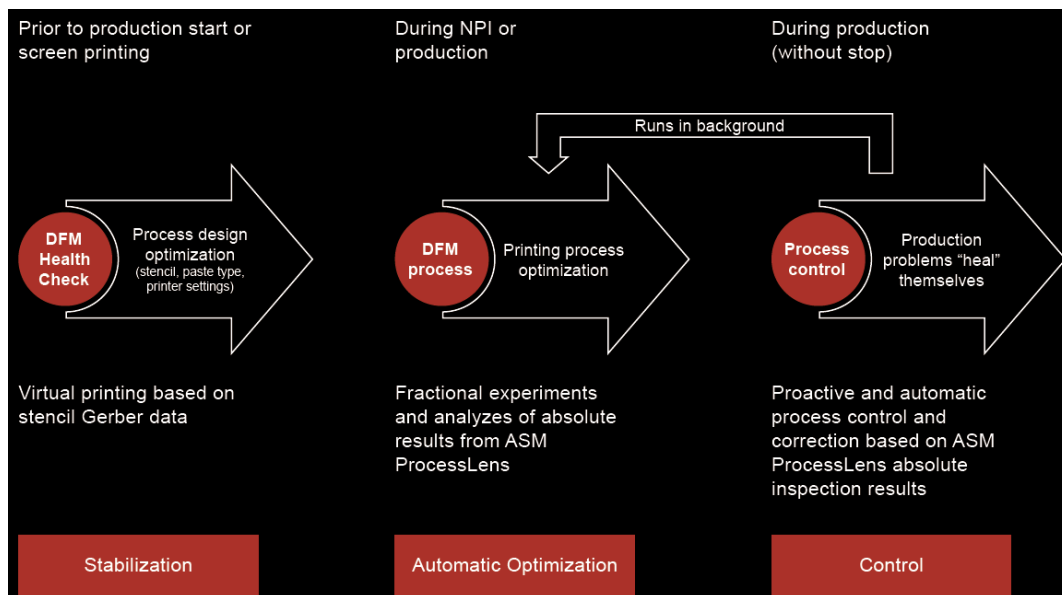 Prior to production start or
screen printing
During NPI or
production
During production
(without stop)
Runs in background
DFM
Health
Check
Process design
optimization
(stencil, paste type,
printer settings)
DFM
process
Printing process
optimization
Process
control
Production
problems “heal”
themselves
Virtual printing based on
stencil Gerber data
Fractional experiments
and analyzes of absolute
results from ASM
ProcessLens
Proactive and automatic
process control and
correction based on ASM
ProcessLens absolute
inspection results
Stabilization
Automatic Optimization
Control